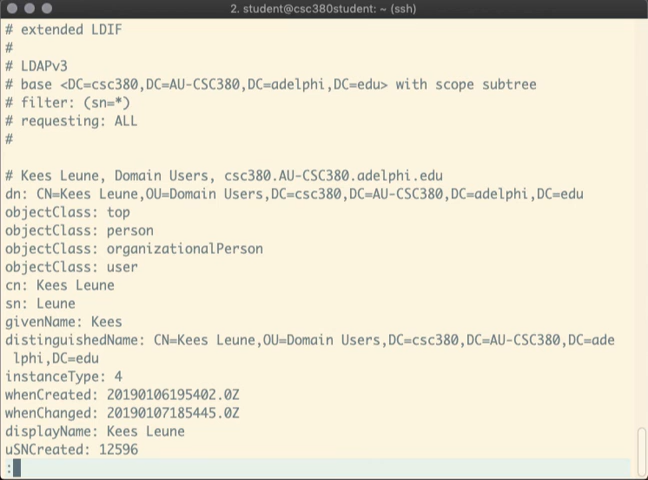 2. student@csc380student: ~ (ssh)
# extended LDIF
#
# LDAPv3
# base <DC=csc380,DC=AU-CSC380,DC=adelphi,DC=edu> with scope subtree
# filter: (sn=*)
# requesting: ALL
#
# Kees Leune, Domain Users, csc380.AU-CSC380.adelphi.edu
dn: CN=Kees Leune,OU=Domain Users,DC=csc380,DC=AU-CSC380,DC=adelphi,DC=edu
objectClass: top
objectClass: person
objectClass: organizationalPerson
objectClass: user
cn: Kees Leune
sn: Leune
givenName: Kees
distinguishedName: CN=Kees Leune,OU=Domain Users,DC=csc380,DC=AU-CSC380,DC=ade
lphi,DC=edu
instanceType: 4
whenCreated: 20190106195402.0Z
whenChanged: 20190107185445.0Z
displayName: Kees Leune
uSNCreated: 12596
: